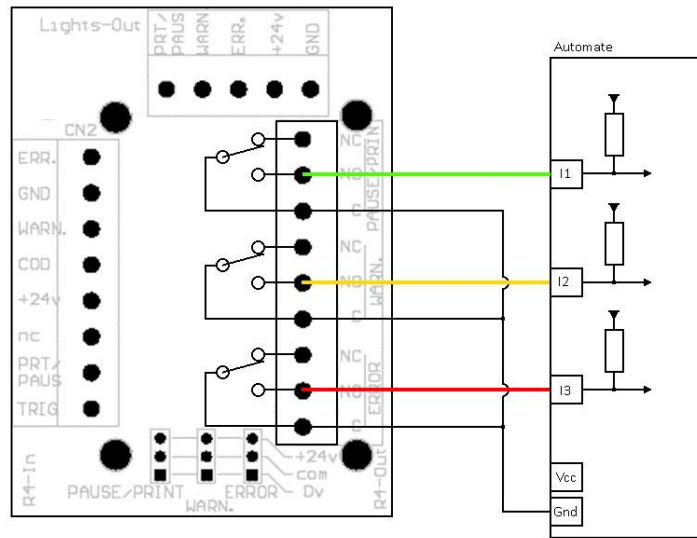 Lights-Out
PRT/
PAUS
WARN.
ERR.
+24v
GND
Automate
CN2
ERR.
GND
WARN.
COD
+24v
nc
PRT/
PAUS
TRIG
NC
NO
C
PAUSE/PRIN
NC
NO
C
WARN.
NC
NO
C
ERROR
I1
I2
I3
Vcc
Gnd
+24v
com
Dv
PAUSE/PRINT
WARN.
ERROR
R4-In
R4-Out